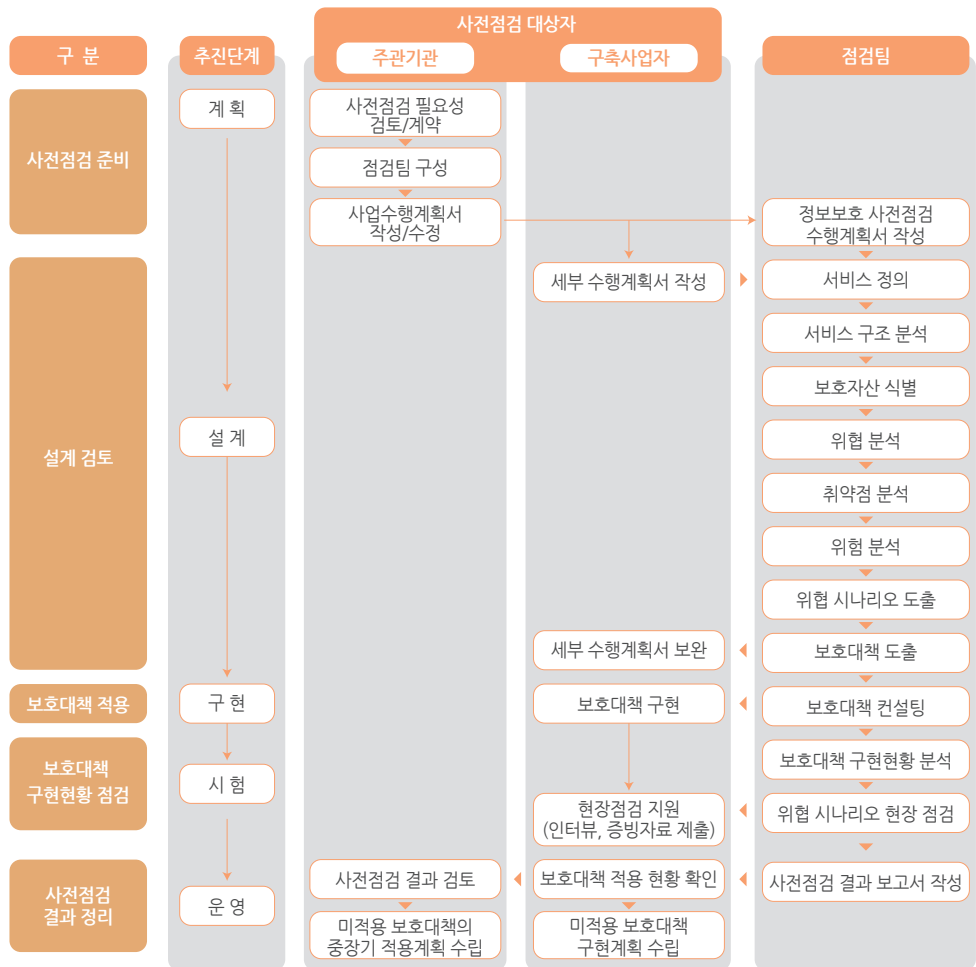 사전점검 대상자
구 분
추진단계
주관기관
구축사업자
점검팀
사전점검 준비
계 획
사전점검 필요성
검토/계약
점검팀 구성
사업수행계획서
작성/수정
정보보호 사전점검
수행계획서 작성
설계 검토
설 계
세부 수행계획서 작성
서비스 정의
서비스 구조 분석
보호자산 식별
위협 분석
취약점 분석
위험 분석
위협 시나리오 도출
세부 수행계획서 보완
보호대책 도출
보호대책 적용
구 현
보호대책 구현
보호대책 컨설팅
보호대책
구현현황 점검
시 험
보호대책 구현현황 분석
현장점검 지원
(인터뷰, 증빙자료 제출)
위협 시나리오 현장 점검
사전점검
결과 정리
운 영
사전점검 결과 검토
보호대책 적용 현황 확인
사전점검 결과 보고서 작성
미적용 보호대책의
중장기 적용계획 수립
미적용 보호대책
구현계획 수립